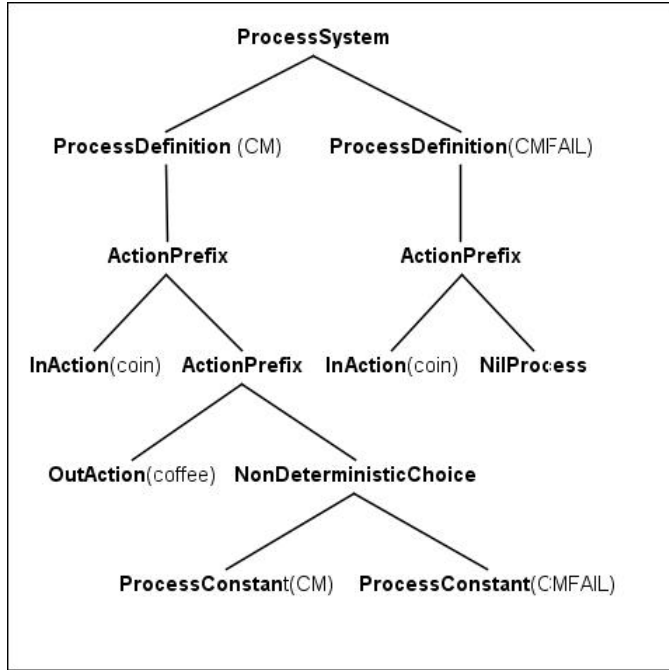 ProcessSystem
ProcessDefinition (CM) ProcessDefinition(CMFAIL)
ActionPrefix ActionPrefix
InAction(coin) ActionPrefix InAction(coin) NilProcess
OutAction(coffee) NonDeterministicChoice
ProcessConstant(CM) ProcessConstant(CMFAIL)